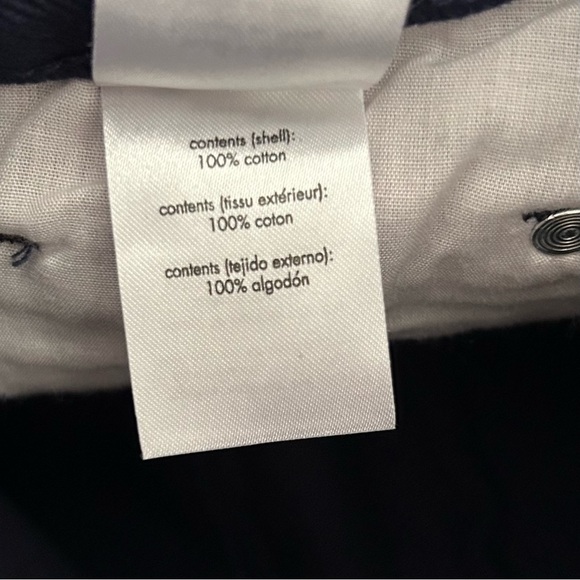 contents (shell):
100% cotton
contents (tissu extérieur):
100% coton
contents (tejido externo):
100% algodón